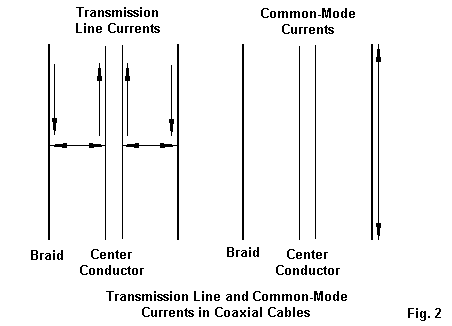 Transmission
Line Currents
Common-Mode
Currents
Braid
Center
Conductor
Braid
Center
Conductor
Transmission Line and Common-Mode
Currents in Coaxial Cables
Fig. 2